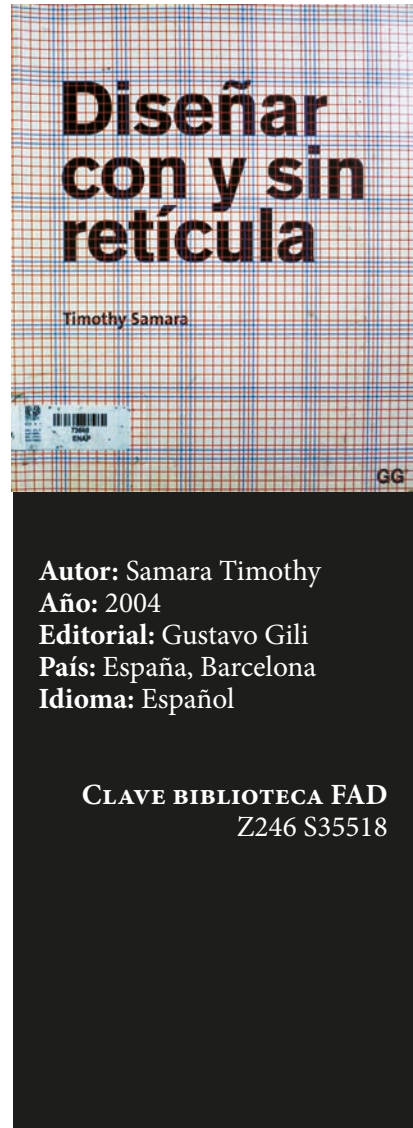 Diseñar
con y sin
retícula
Timothy Samara
ENAP
GG
Autor: Samara Timothy
Año: 2004
Editorial: Gustavo Gili
País: España, Barcelona
Idioma: Español
Clave biblioteca FAD
Z246 S35518